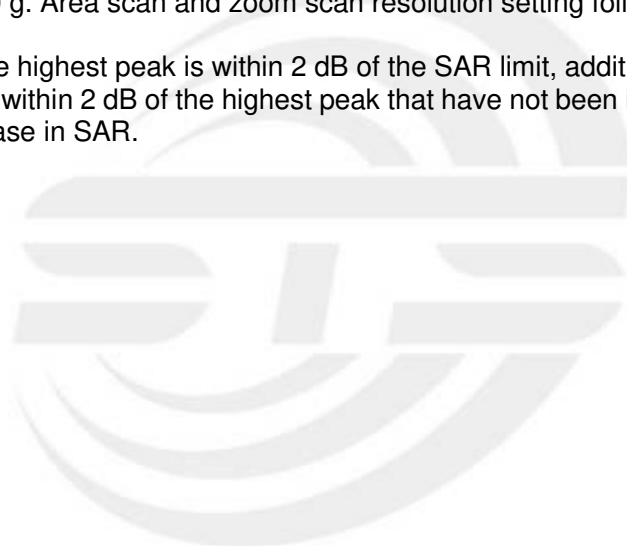 g. Area scan and zoom scan resolution setting foll
e highest peak is within 2 dB of the SAR limit, addit
within 2 dB of the highest peak that have not been
ase in SAR.
STS